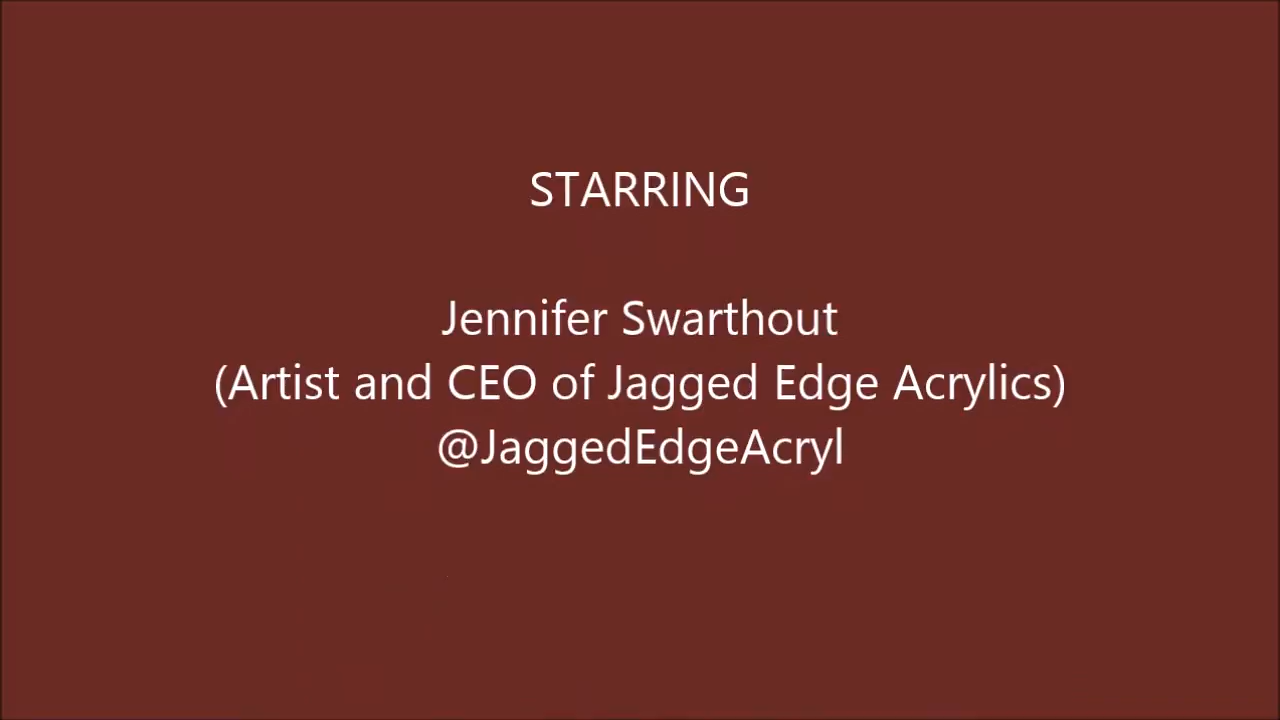 STARRING
Jennifer Swarthout
(Artist and CEO of Jagged Edge Acrylics)
@JaggedEdgeAcryl